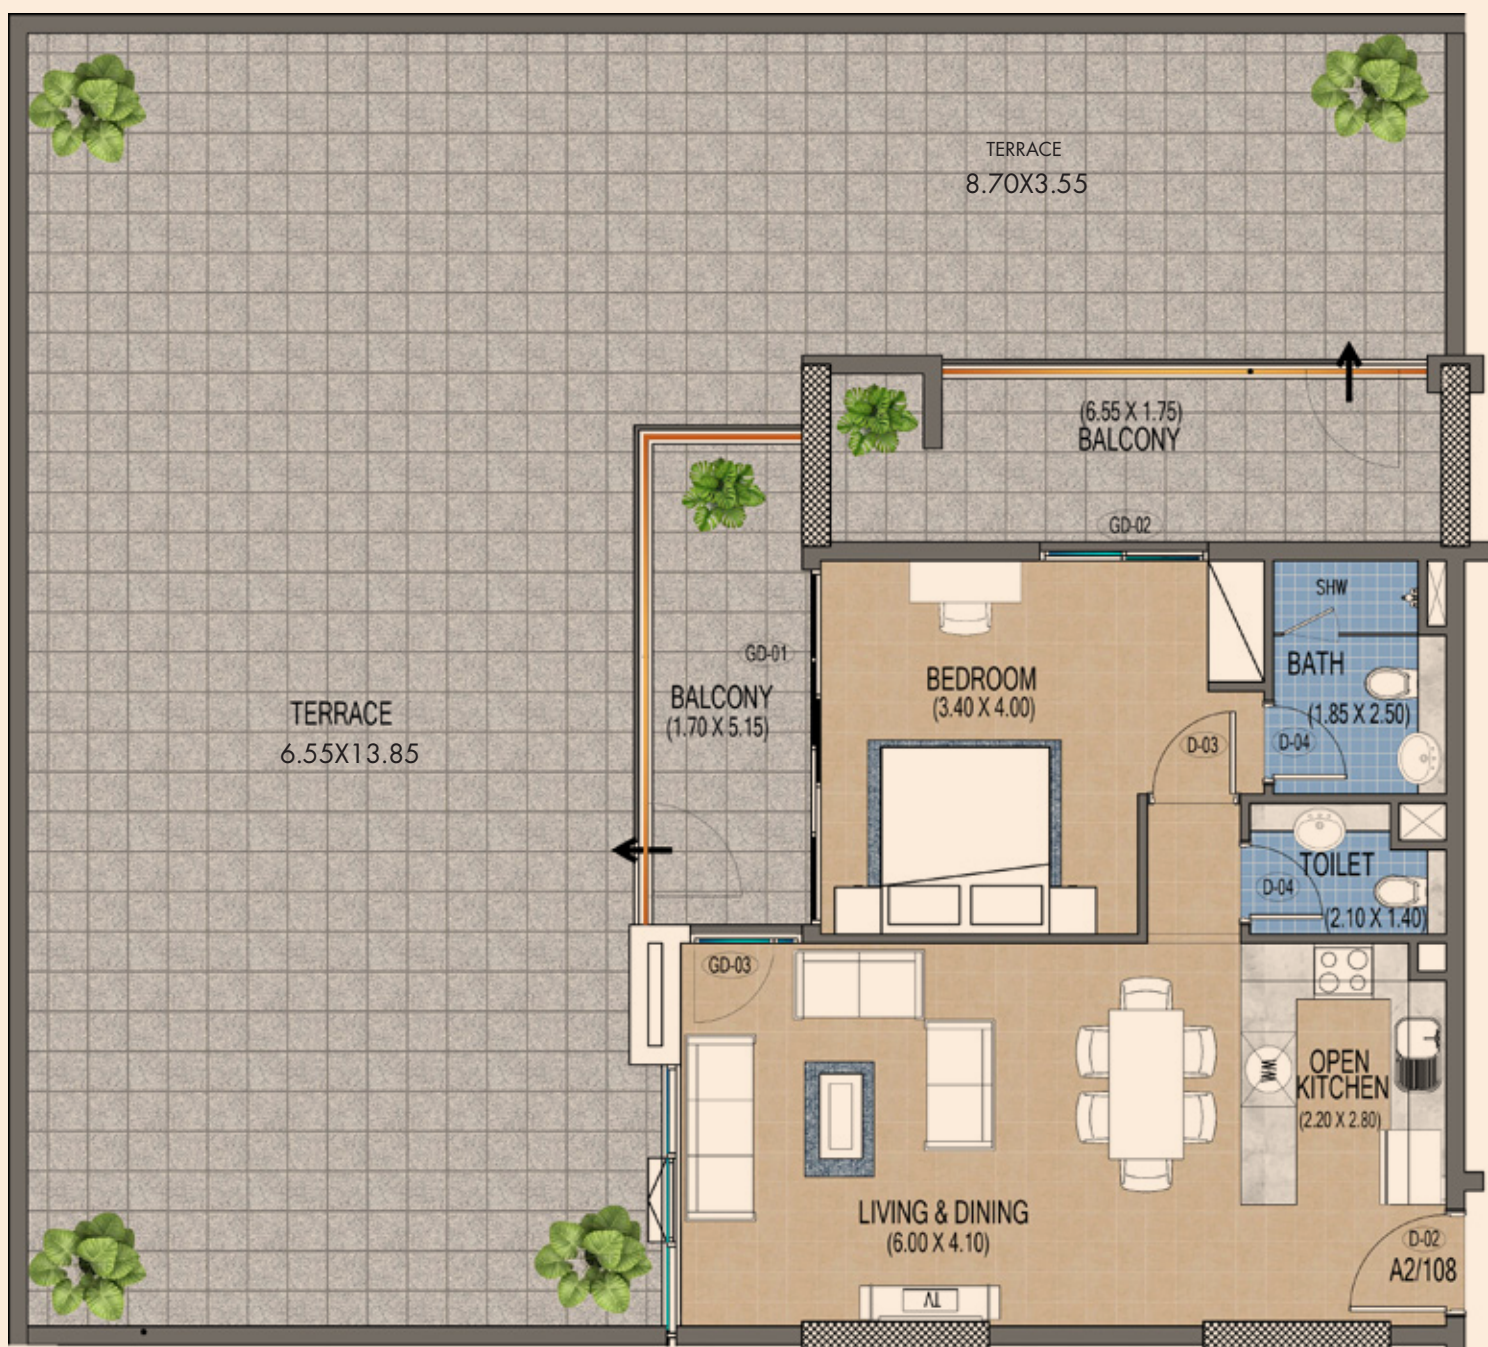 TERRACE
8.70X3.55
(6.55 X 1.75)
BALCONY
GD-02
SHW
GD-01
BATH
(1.85 X 2.50)
BEDROOM
(3.40 X 4.00)
BALCONY
(1.70 X 5.15)
TERRACE
6.55X13.85
D-03
D-04
TOILET
D-04
(2.10 X 1.40)
GD-03
WM
OPEN
KITCHEN
(2.20 X 2.80)
LIVING & DINING
(6.00 X 4.10)
D-02
A2/108
TV